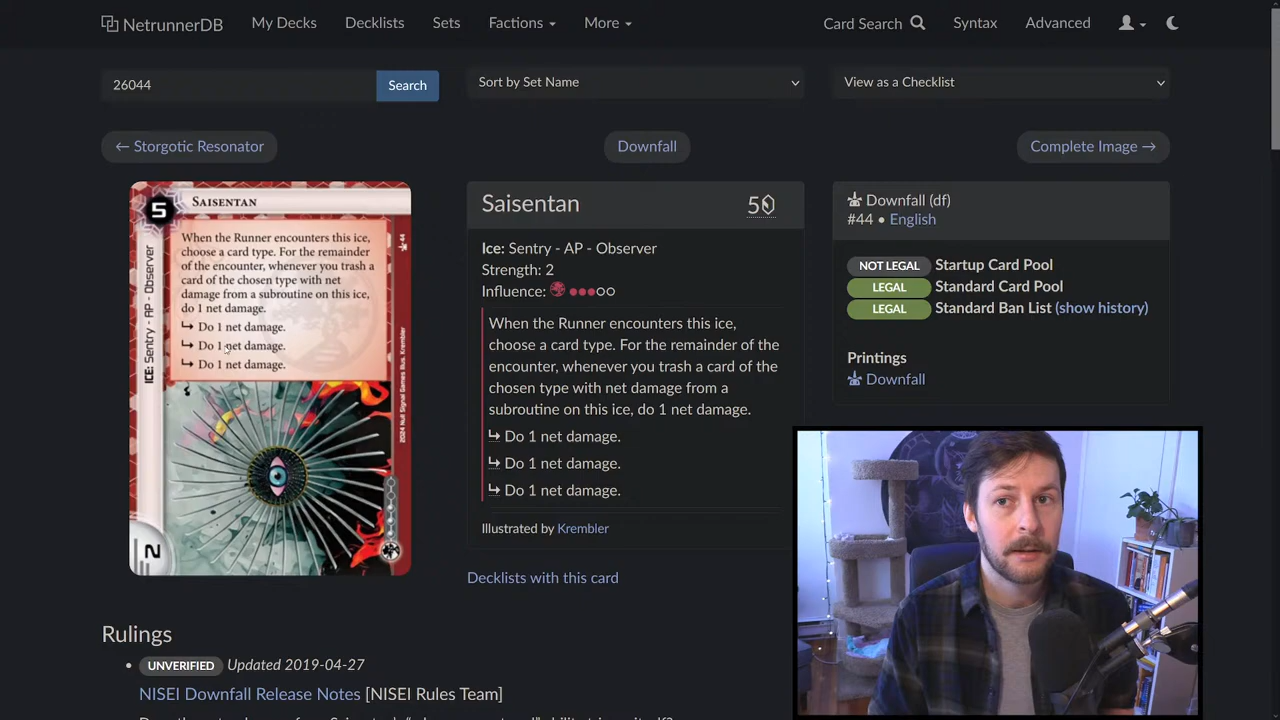 NetrunnerDB My Decks Decklists Sets Factions More Card Search Syntax Advanced
26044 Search Sort by Set Name View as a Checklist
← Storgotic Resonator Downfall Complete Image →
5 SAISENTAN
ICE: Sentry - AP - Observer
When the Runner encounters this ice,
choose a card type. For the remainder
of the encounter, whenever you trash a
card of the chosen type with net
damage from a subroutine on this ice,
do 1 net damage.
↳ Do 1 net damage.
↳ Do 1 net damage.
↳ Do 1 net damage.
44
2024 Null Signal Games Illus. Krembler
2
Saisentan 5
Ice: Sentry - AP - Observer
Strength: 2
Influence:
When the Runner encounters this ice,
choose a card type. For the remainder of the
encounter, whenever you trash a card of the
chosen type with net damage from a
subroutine on this ice, do 1 net damage.
↳ Do 1 net damage.
↳ Do 1 net damage.
↳ Do 1 net damage.
Illustrated by Krembler
Decklists with this card
Downfall (df)
#44 • English
NOT LEGAL Startup Card Pool
LEGAL Standard Card Pool
LEGAL Standard Ban List (show history)
Printings
Downfall
Rulings
• UNVERIFIED Updated 2019-04-27
NISEI Downfall Release Notes [NISEI Rules Team]